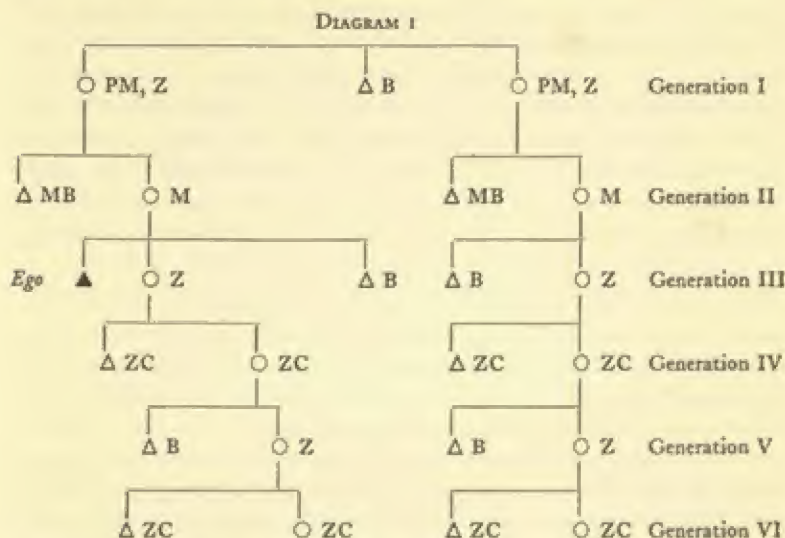 DIAGRAM 1
PM, Z B PM, Z Generation I
MB M MB M Generation II
Ego Z B B Z Generation III
ZC ZC ZC ZC Generation IV
B Z B Z Generation V
ZC ZC ZC ZC Generation VI